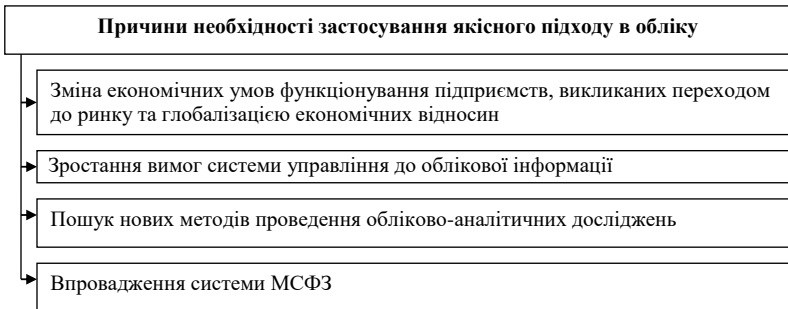 Причини необхідності застосування якісного підходу в обліку
Зміна економічних умов функціонування підприємств, викликаних переходом
до ринку та глобалізацією економічних відносин
Зростання вимог системи управління до облікової інформації
Пошук нових методів проведення обліково-аналітичних досліджень
Впровадження системи МСФЗ